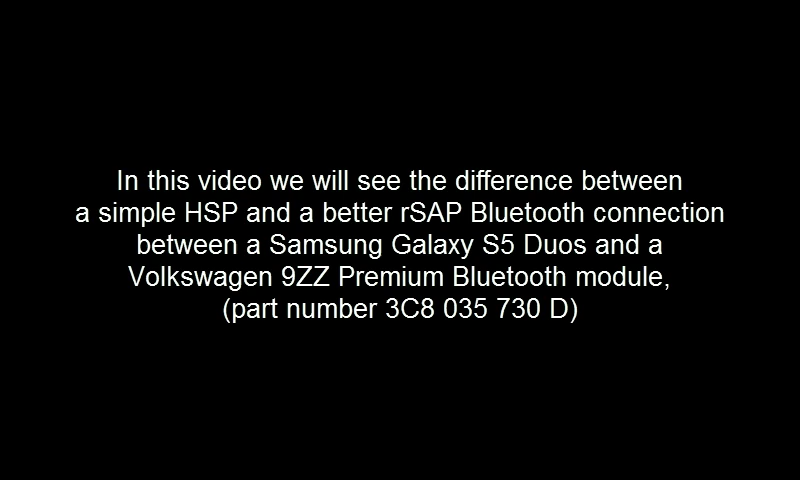 In this video we will see the difference between
a simple HSP and a better rSAP Bluetooth connection
between a Samsung Galaxy S5 Duos and a
Volkswagen 9ZZ Premium Bluetooth module,
(part number 3C8 035 730 D)